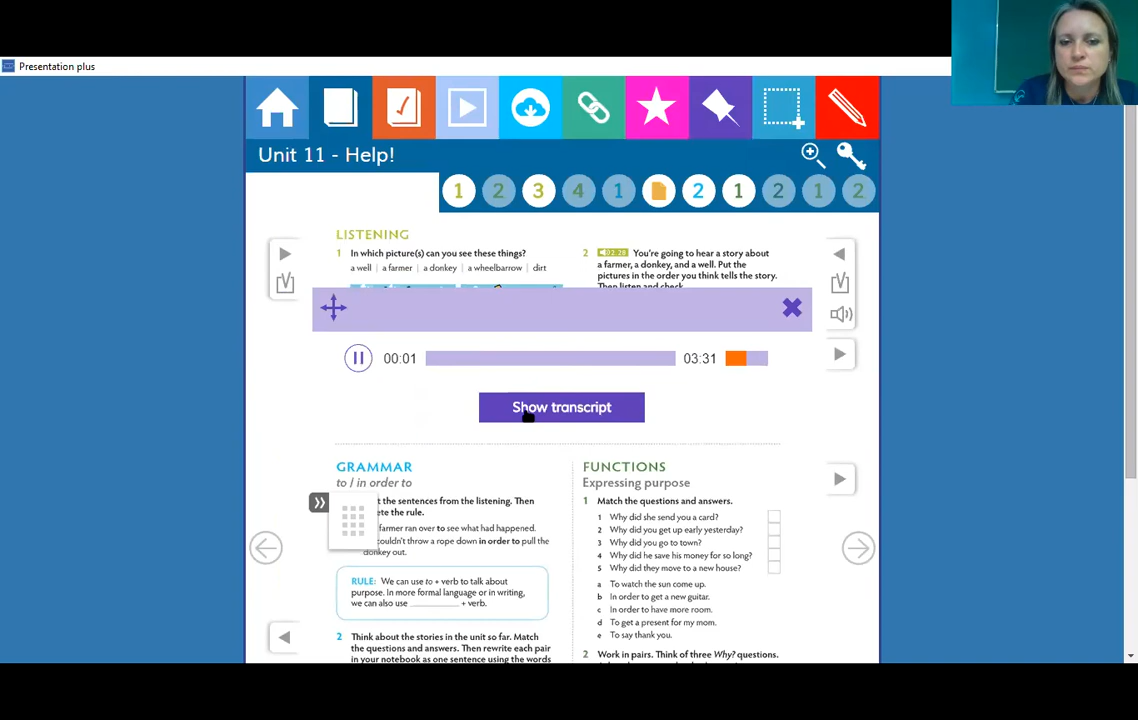 Presentation plus
Unit 11 - Help!
1 2 3 4 1 2 1 2 1 2
LISTENING
1 In which picture(s) can you see these things?
a well | a farmer | a donkey | a wheelbarrow | dirt
2 You're going to hear a story about
a farmer, a donkey, and a well. Put the
pictures in the order you think tells the story.
Then listen and check.
00:01
03:31
Show transcript
GRAMMAR
to / in order to
t the sentences from the listening. Then
ete the rule.
farmer ran over to see what had happened.
couldn't throw a rope down in order to pull the
donkey out.
RULE: We can use to + verb to talk about
purpose. In more formal language or in writing,
we can also use ________ + verb.
2 Think about the stories in the unit so far. Match
the questions and answers. Then rewrite each pair
in your notebook as one sentence using the words
FUNCTIONS
Expressing purpose
1 Match the questions and answers.
1 Why did she send you a card?
2 Why did you get up early yesterday?
3 Why did you go to town?
4 Why did he save his money for so long?
5 Why did they move to a new house?
a To watch the sun come up.
b In order to get a new guitar.
c In order to have more room.
d To get a present for my mom.
e To say thank you.
2 Work in pairs. Think of three Why? questions.